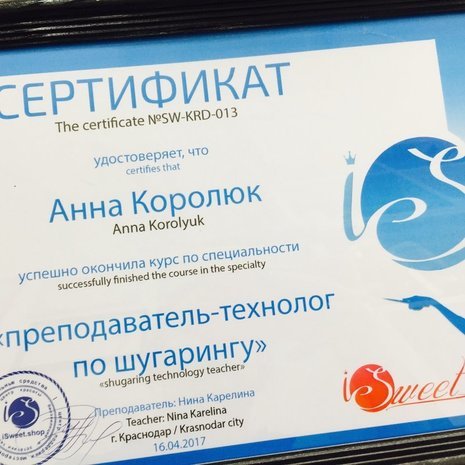 СЕРТИФИКАТ
The certificate №SW-KRD-013
удостоверяет, что
certifies that
Анна Королюк
Anna Korolyuk
успешно окончила курс по специальности
successfully finished the course in the specialty
«преподаватель-технолог
по шугарингу»
«shugaring technology teacher»
Преподаватель: Нина Карелина
Teacher: Nina Karelina
г. Краснодар / Krasnodar city
16.04.2017
iS
iSweet
iSweet.shop